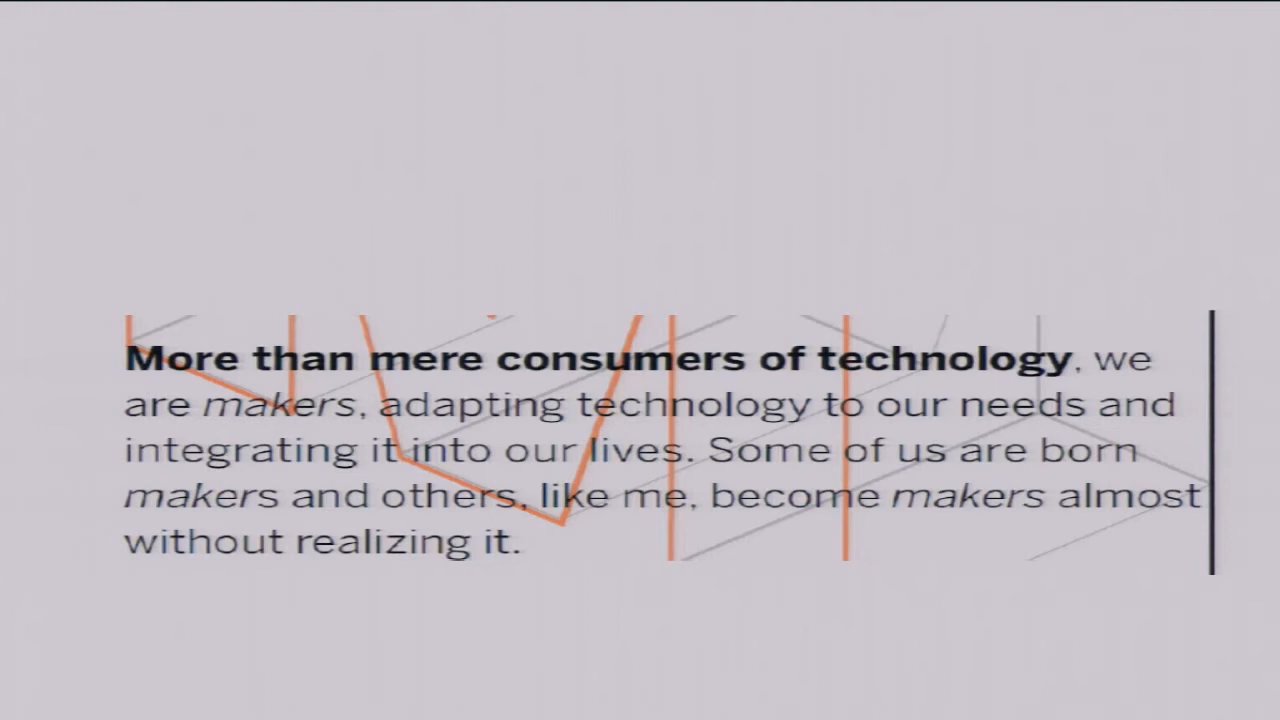 More than mere consumers of technology, we
are makers, adapting technology to our needs and
integrating it into our lives. Some of us are born
makers and others, like me, become makers almost
without realizing it.